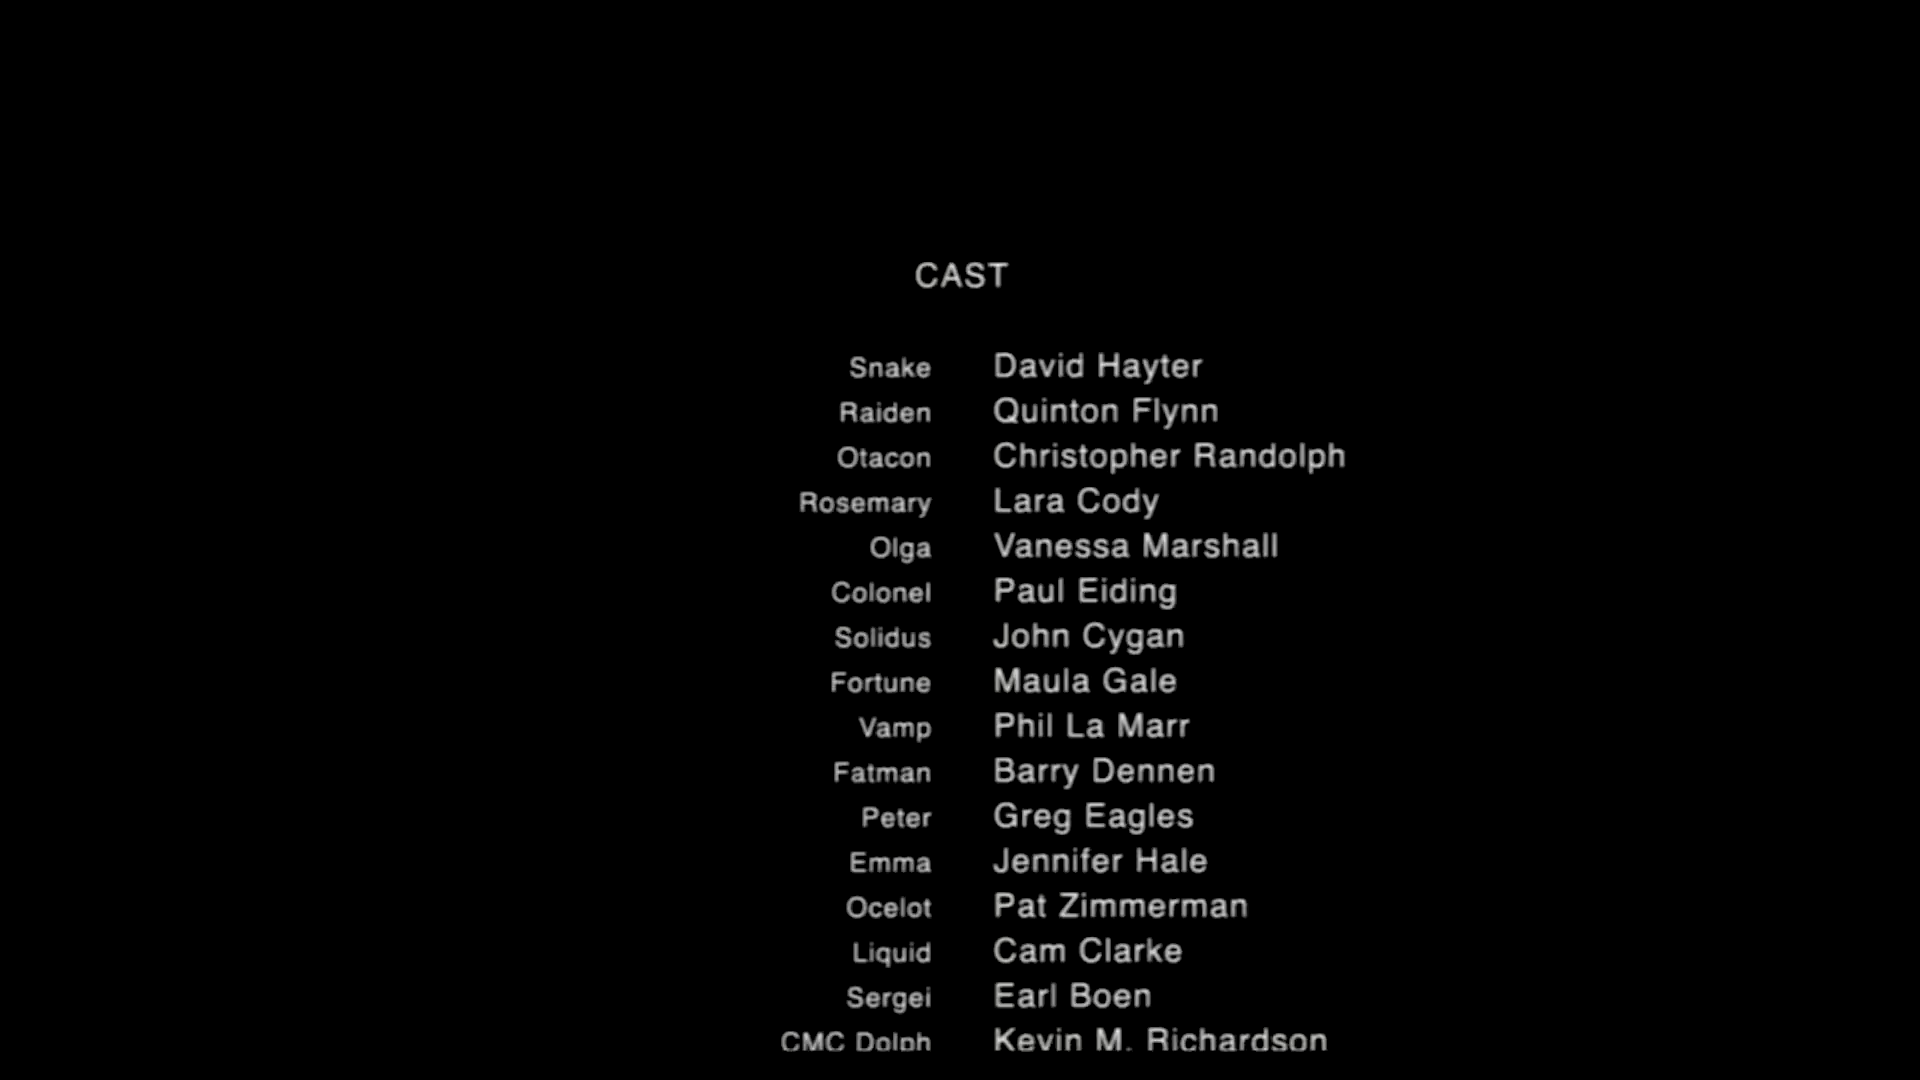 CAST
Snake David Hayter
Raiden Quinton Flynn
Otacon Christopher Randolph
Rosemary Lara Cody
Olga Vanessa Marshall
Colonel Paul Eiding
Solidus John Cygan
Fortune Maula Gale
Vamp Phil La Marr
Fatman Barry Dennen
Peter Greg Eagles
Emma Jennifer Hale
Ocelot Pat Zimmerman
Liquid Cam Clarke
Sergei Earl Boen
CMC Dolph Kevin M. Richardson